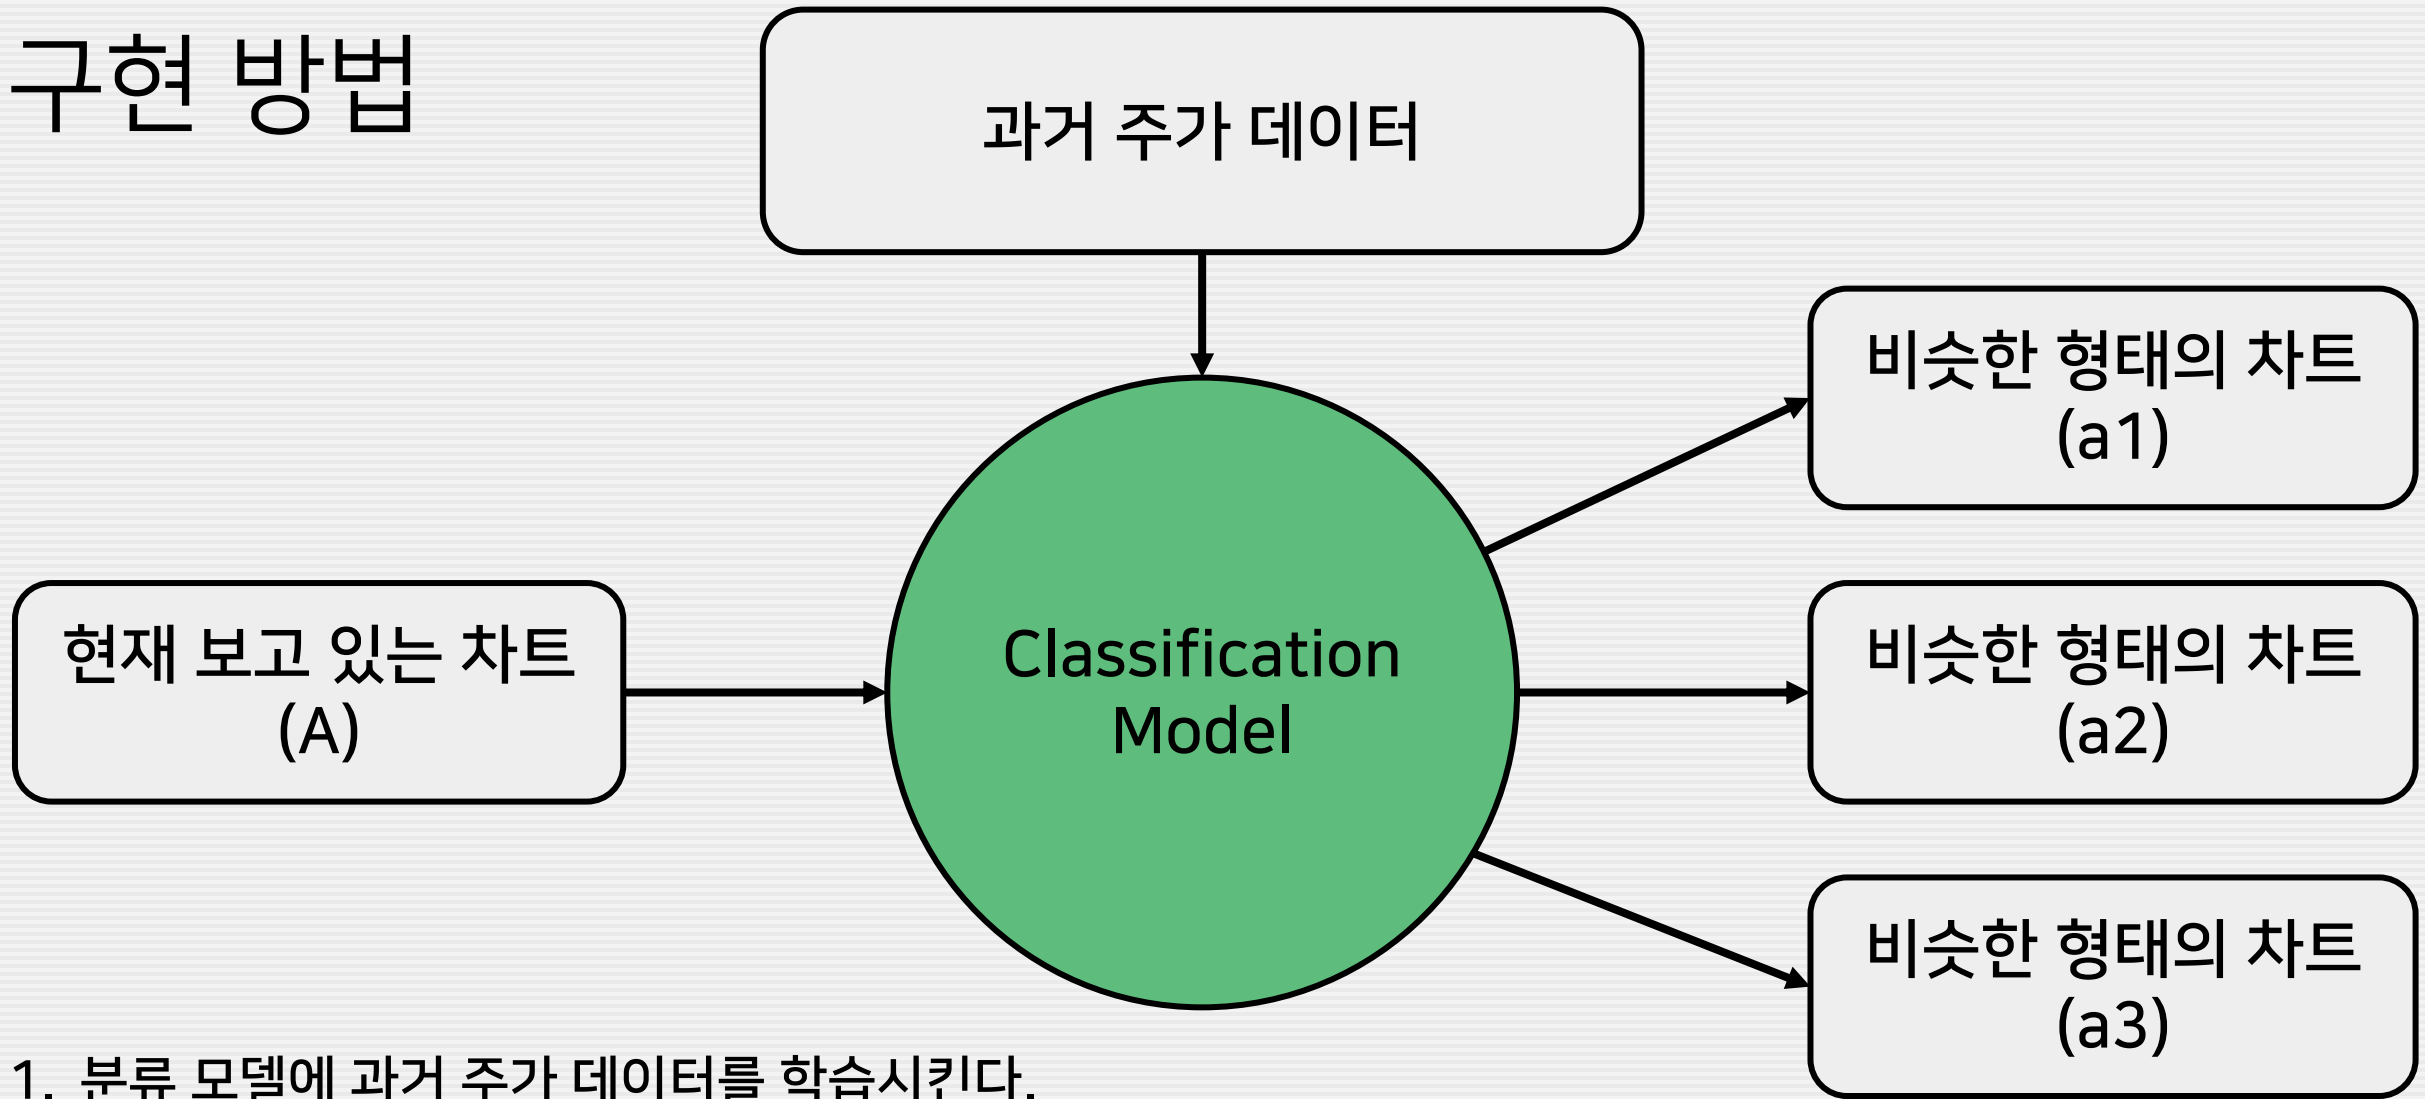 구현 방법
과거 주가 데이터
현재 보고 있는 차트
(A)
Classification
Model
비슷한 형태의 차트
(a1)
비슷한 형태의 차트
(a2)
비슷한 형태의 차트
(a3)
1. 분류 모델에 과거 주가 데이터를 학습시킨다.